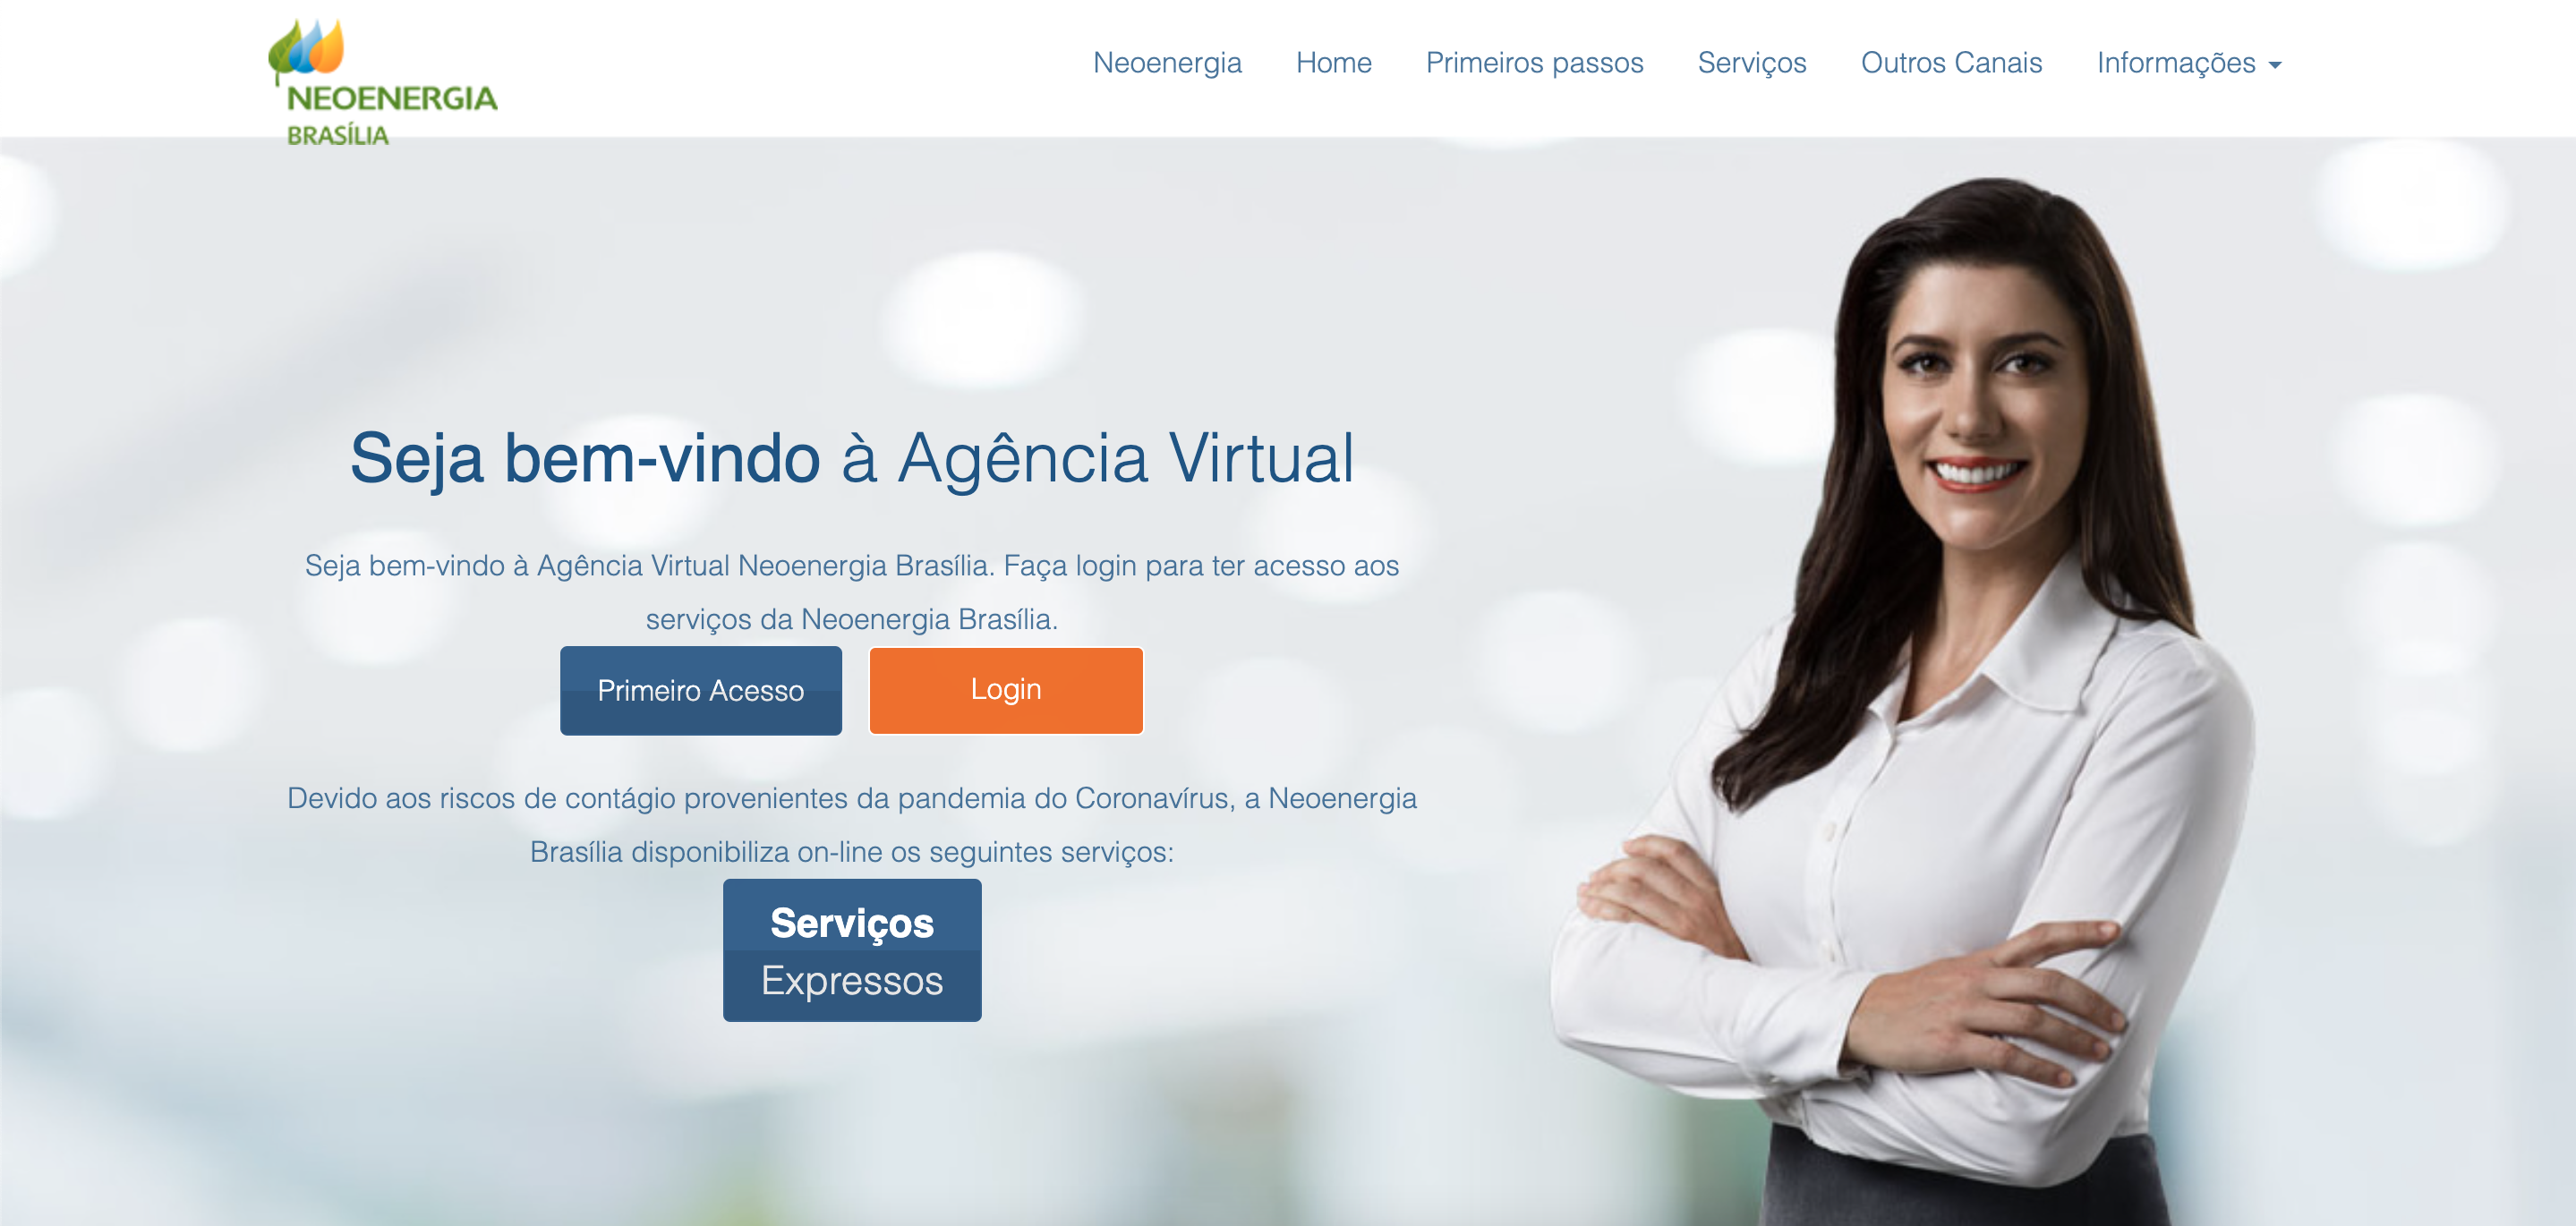 NEOENERGIA
BRASÍLIA
Neoenergia Home Primeiros passos Serviços Outros Canais Informações
Seja bem-vindo à Agência Virtual
Seja bem-vindo à Agência Virtual Neoenergia Brasília. Faça login para ter acesso aos
serviços da Neoenergia Brasília.
Primeiro Acesso Login
Devido aos riscos de contágio provenientes da pandemia do Coronavírus, a Neoenergia
Brasília disponibiliza on-line os seguintes serviços:
Serviços
Expressos